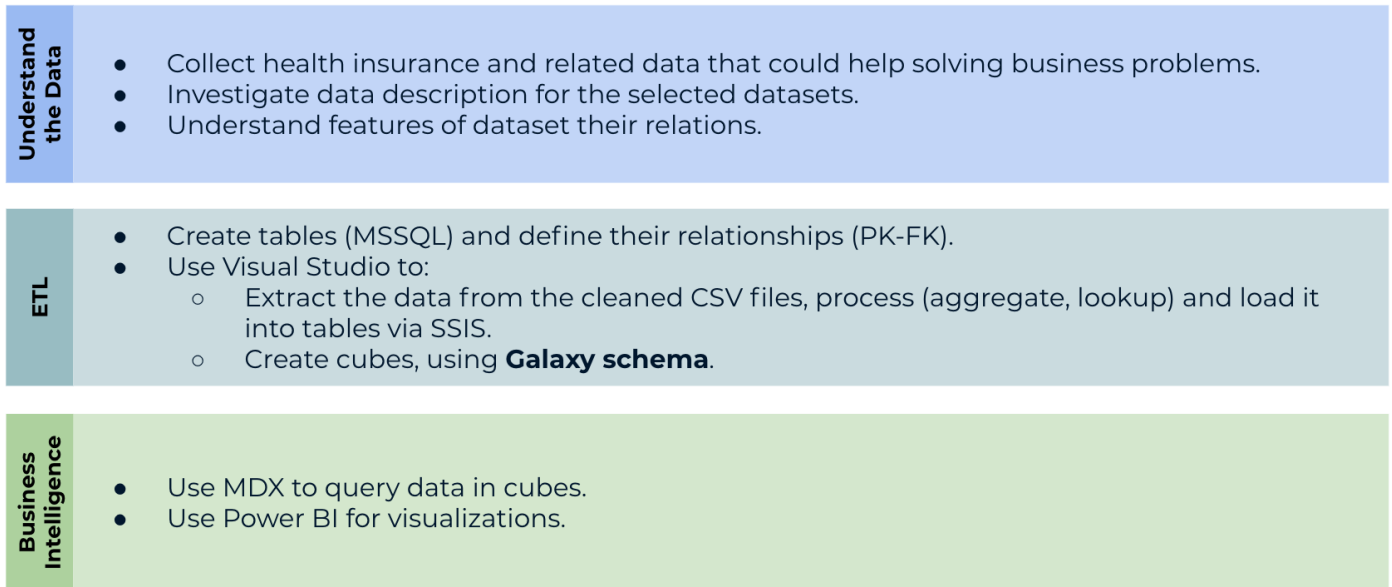 Understand
the Data
● Collect health insurance and related data that could help solving business problems.
● Investigate data description for the selected datasets.
● Understand features of dataset their relations.
ETL
● Create tables (MSSQL) and define their relationships (PK-FK).
● Use Visual Studio to:
○ Extract the data from the cleaned CSV files, process (aggregate, lookup) and load it
into tables via SSIS.
○ Create cubes, using Galaxy schema.
Business
Intelligence
● Use MDX to query data in cubes.
● Use Power BI for visualizations.